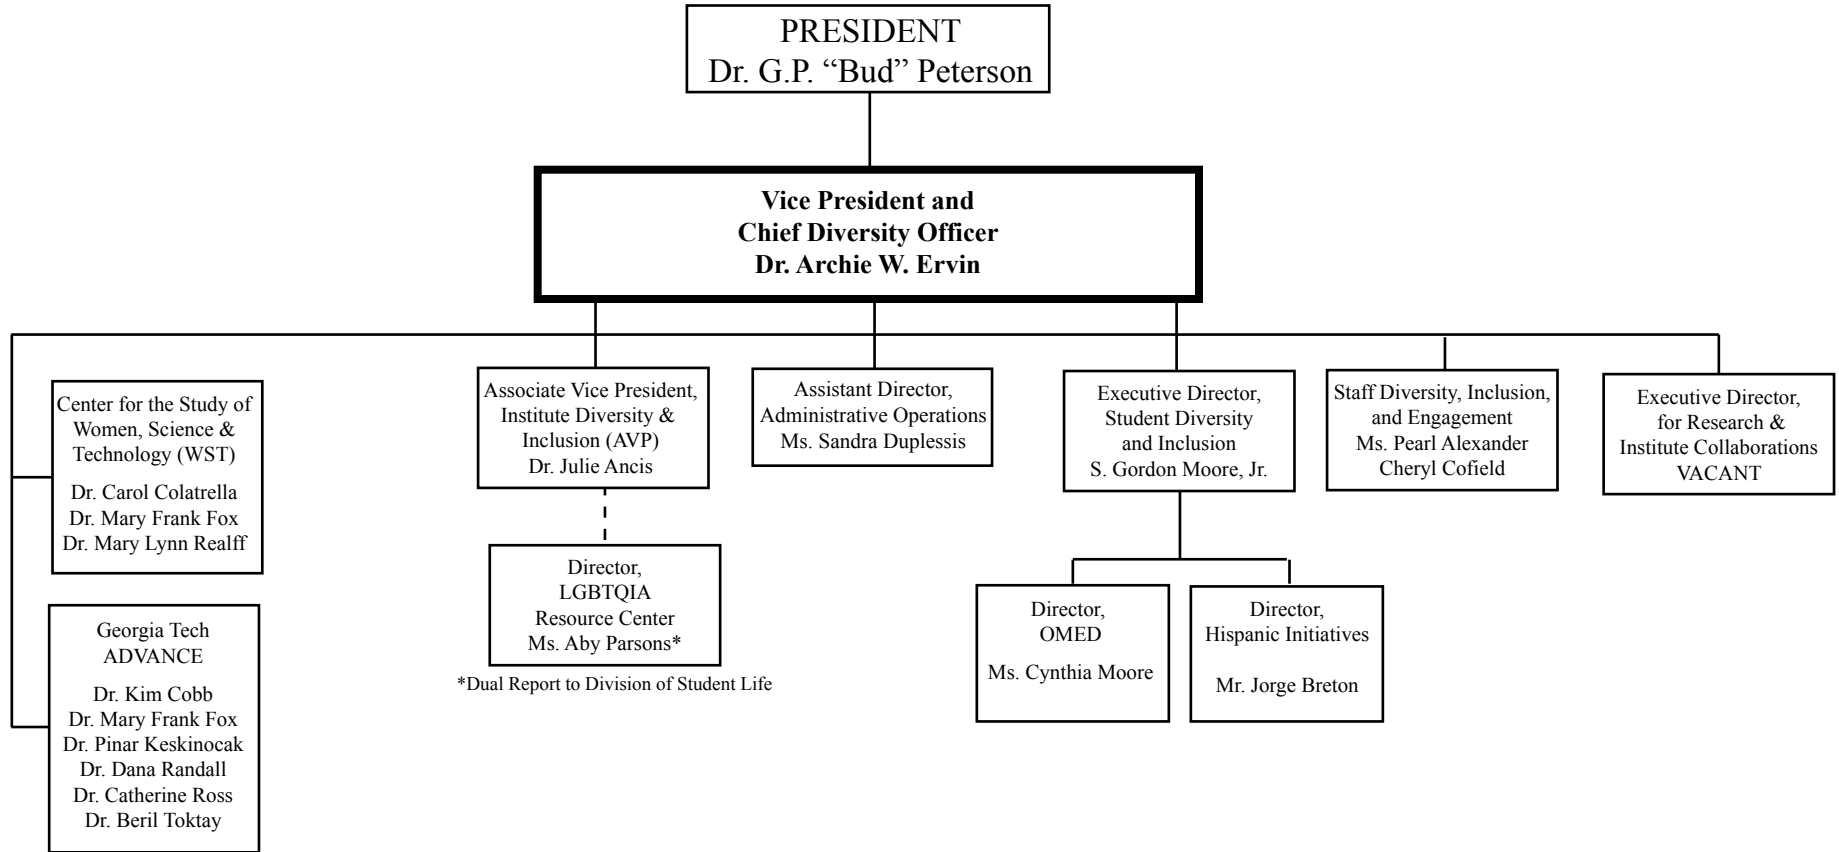 PRESIDENT
Dr. G.P. “Bud” Peterson
Vice President and
Chief Diversity Officer
Dr. Archie W. Ervin
Center for the Study of
Women, Science &
Technology (WST)
Dr. Carol Colatrella
Dr. Mary Frank Fox
Dr. Mary Lynn Realff
Georgia Tech
ADVANCE
Dr. Kim Cobb
Dr. Mary Frank Fox
Dr. Pinar Keskinocak
Dr. Dana Randall
Dr. Catherine Ross
Dr. Beril Toktay
Associate Vice President,
Institute Diversity &
Inclusion (AVP)
Dr. Julie Ancis
Director,
LGBTQIA
Resource Center
Ms. Aby Parsons*
*Dual Report to Division of Student Life
Assistant Director,
Administrative Operations
Ms. Sandra Duplessis
Executive Director,
Student Diversity
and Inclusion
S. Gordon Moore, Jr.
Director,
OMED
Ms. Cynthia Moore
Director,
Hispanic Initiatives
Mr. Jorge Breton
Staff Diversity, Inclusion,
and Engagement
Ms. Pearl Alexander
Cheryl Cofield
Executive Director,
for Research &
Institute Collaborations
VACANT